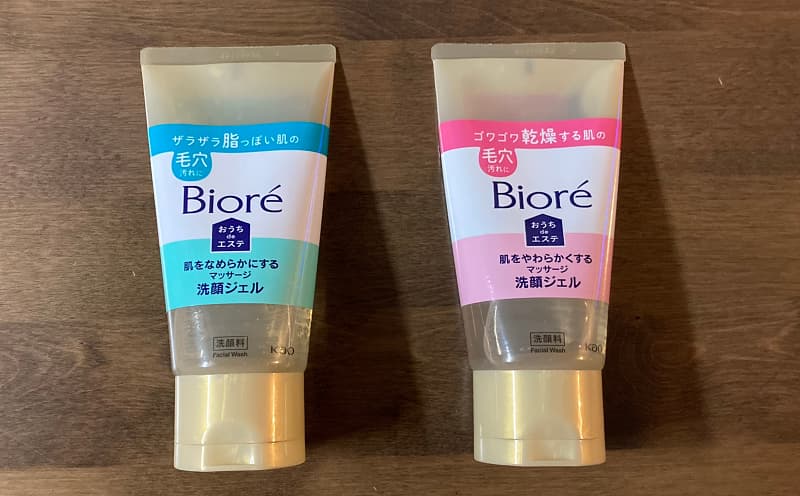 ザラザラ脂っぽい肌の
毛穴
汚れに
Bioré
おうち
de
エステ
肌をなめらかにする
マッサージ
洗顔ジェル
洗顔料
Facial Wash
Kao
ゴワゴワ乾燥する肌の
毛穴
汚れに
Bioré
おうち
de
エステ
肌をやわらかくする
マッサージ
洗顔ジェル
洗顔料
Facial Wash
Kao